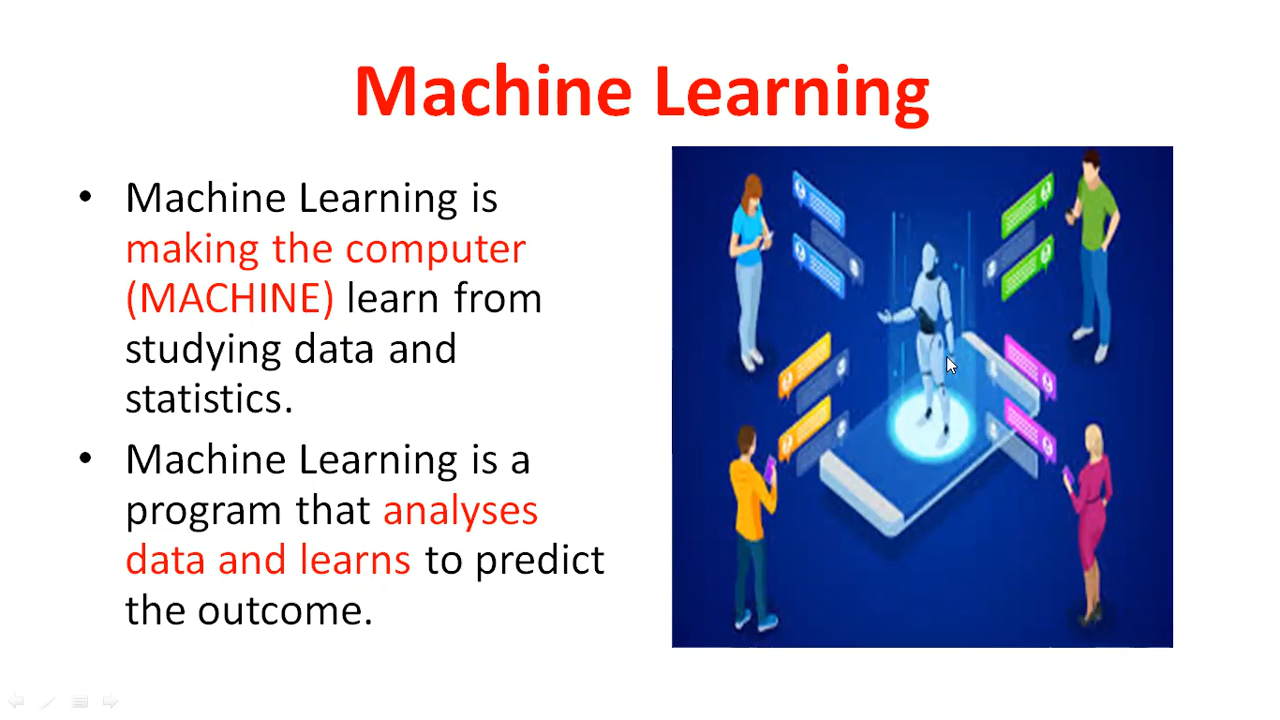 Machine Learning
• Machine Learning is
making the computer
(MACHINE) learn from
studying data and
statistics.
• Machine Learning is a
program that analyses
data and learns to predict
the outcome.